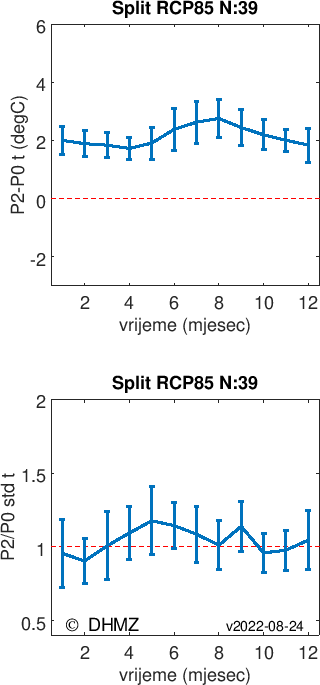 Split RCP85 N:39
P2-P0 t (degC)
6
4
2
0
-2
2 4 6 8 10 12
vrijeme (mjesec)
Split RCP85 N:39
P2/P0 std t
2
1.5
1
0.5
© DHMZ v2022-08-24
2 4 6 8 10 12
vrijeme (mjesec)